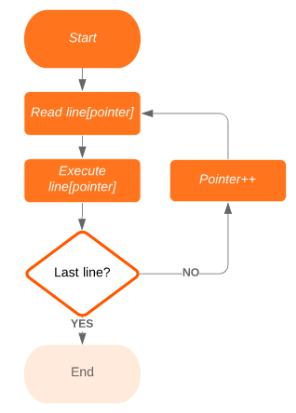 Start
Read line[pointer]
Execute
line[pointer]
Pointer++
Last line?
NO
YES
End